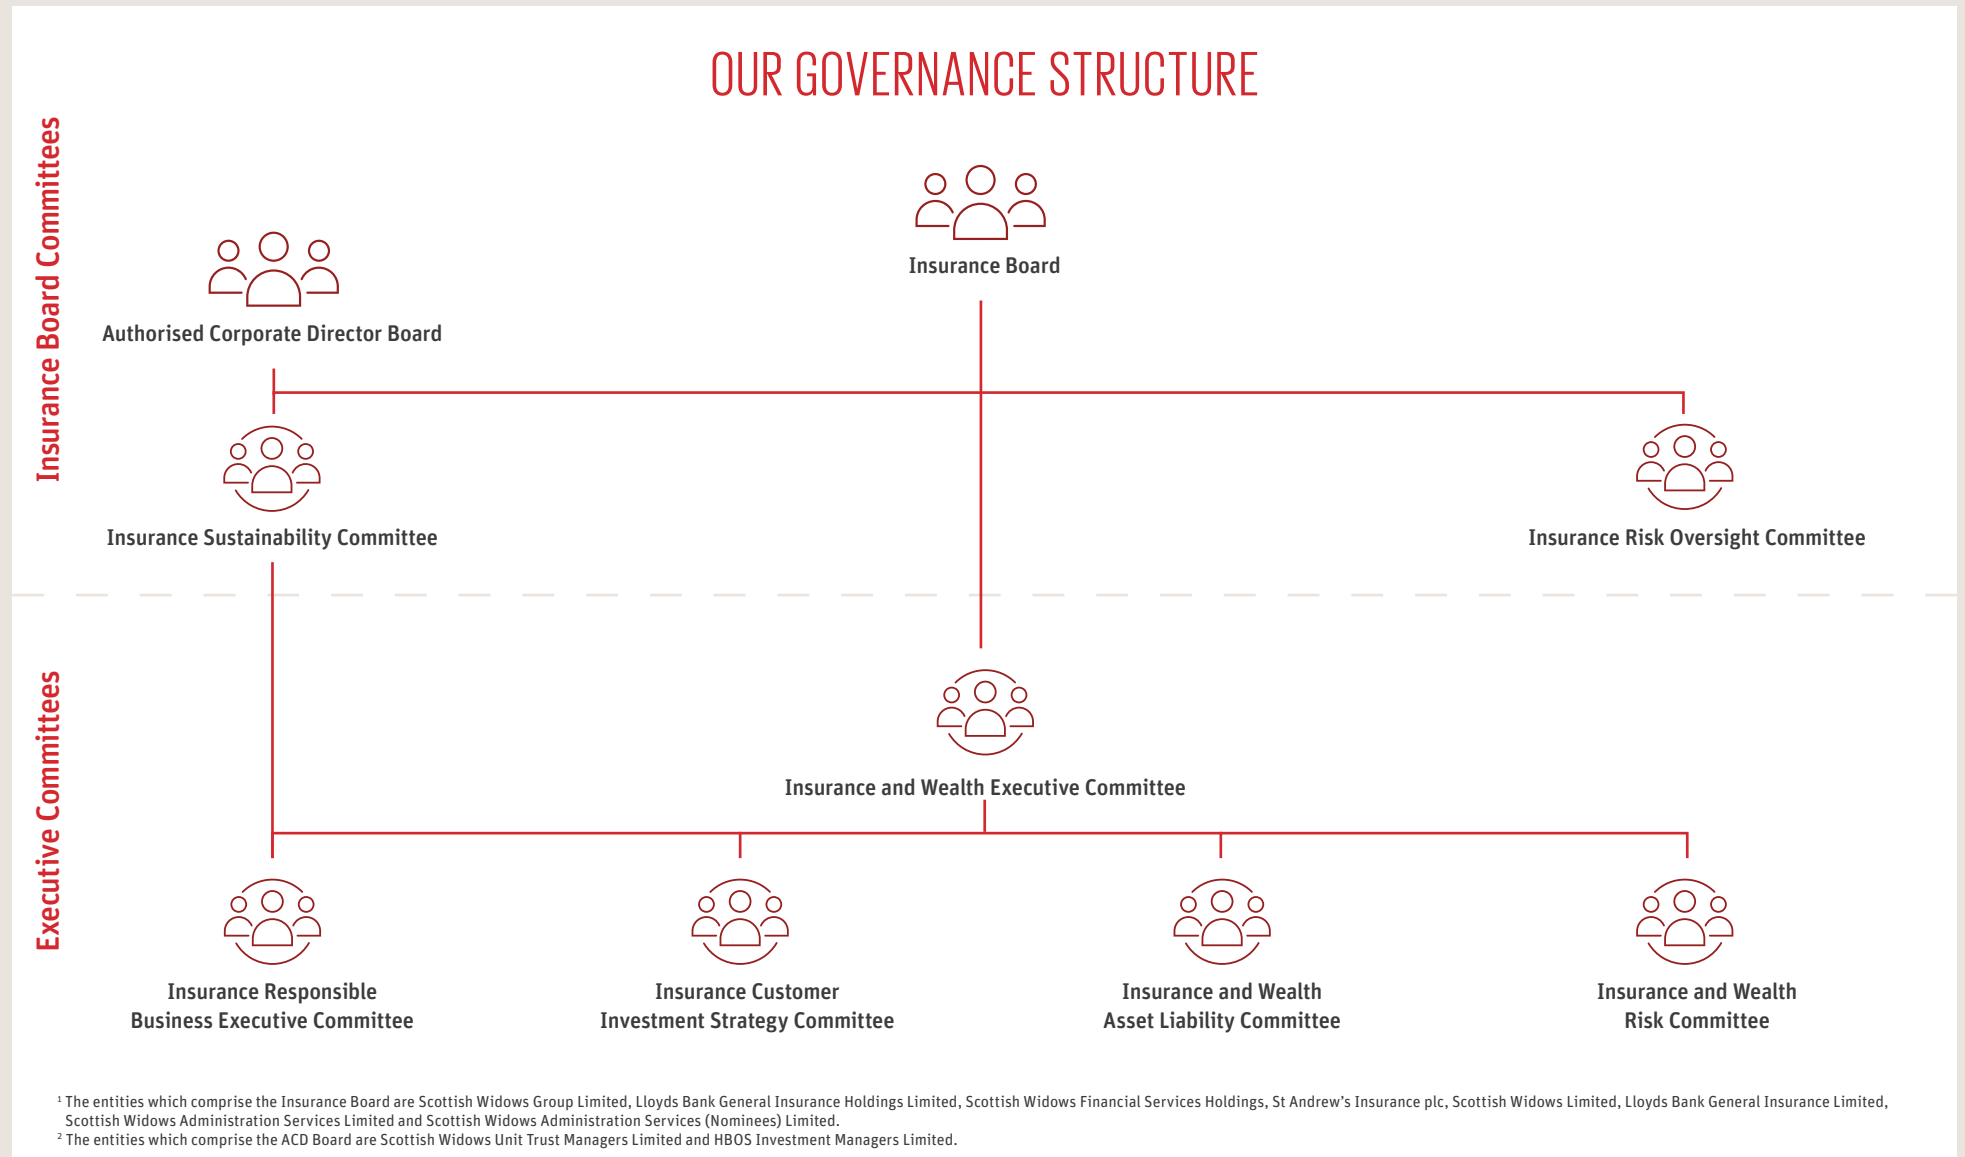 OUR GOVERNANCE STRUCTURE
Insurance Board Committees
Insurance Board
Authorised Corporate Director Board
Insurance Sustainability Committee
Insurance Risk Oversight Committee
Executive Committees
Insurance and Wealth Executive Committee
Insurance Responsible
Business Executive Committee
Insurance Customer
Investment Strategy Committee
Insurance and Wealth
Asset Liability Committee
Insurance and Wealth
Risk Committee
¹ The entities which comprise the Insurance Board are Scottish Widows Group Limited, Lloyds Bank General Insurance Holdings Limited, Scottish Widows Financial Services Holdings, St Andrew’s Insurance plc, Scottish Widows Limited, Lloyds Bank General Insurance Limited,
Scottish Widows Administration Services Limited and Scottish Widows Administration Services (Nominees) Limited.
² The entities which comprise the ACD Board are Scottish Widows Unit Trust Managers Limited and HBOS Investment Managers Limited.